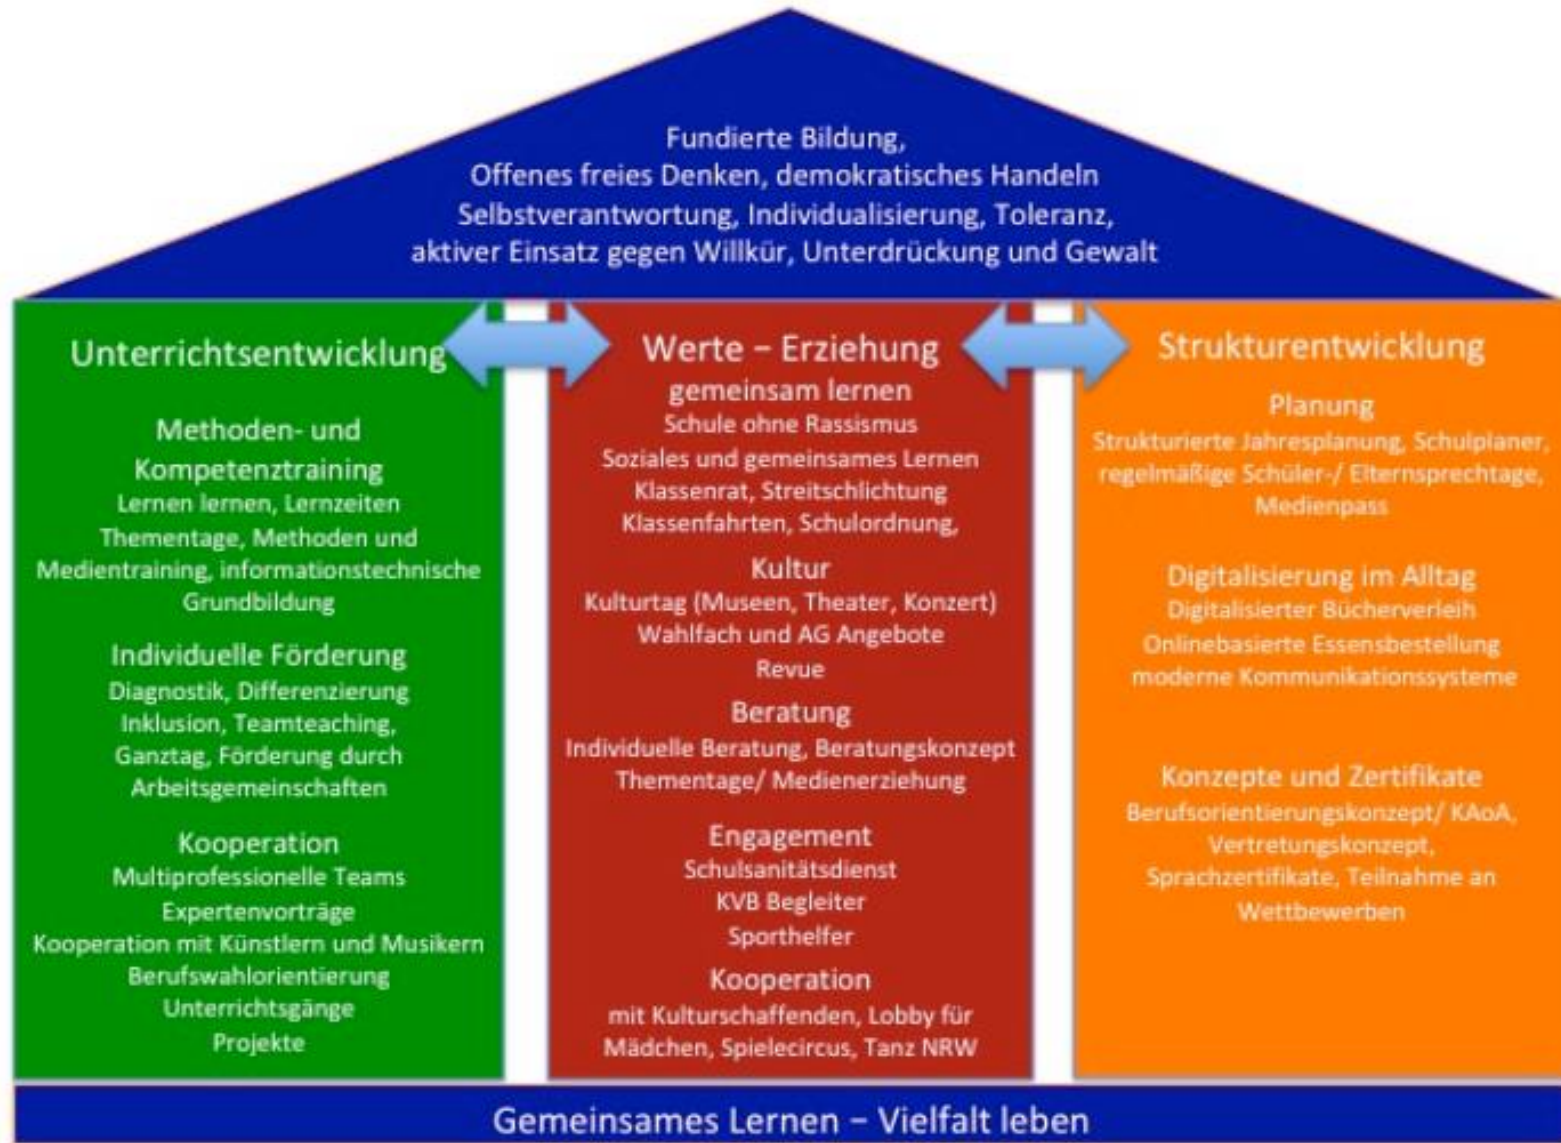 Fundierte Bildung,
Offenes freies Denken, demokratisches Handeln
Selbstverantwortung, Individualisierung, Toleranz,
aktiver Einsatz gegen Willkür, Unterdrückung und Gewalt
Unterrichtsentwicklung
Methoden- und
Kompetenztraining
Lernen lernen, Lernzeiten
Thementage, Methoden und
Medientraining, informationstechnische
Grundbildung
Individuelle Förderung
Diagnostik, Differenzierung
Inklusion, Teamteaching,
Ganztag, Förderung durch
Arbeitsgemeinschaften
Kooperation
Multiprofessionelle Teams
Expertenvorträge
Kooperation mit Künstlern und Musikern
Berufswahlorientierung
Unterrichtsgänge
Projekte
Werte – Erziehung
gemeinsam lernen
Schule ohne Rassismus
Soziales und gemeinsames Lernen
Klassenrat, Streitschlichtung
Klassenfahrten, Schulordnung,
Kultur
Kulturtag (Museen, Theater, Konzert)
Wahlfach und AG Angebote
Revue
Beratung
Individuelle Beratung, Beratungskonzept
Thementage/ Medienerziehung
Engagement
Schulsanitätsdienst
KVB Begleiter
Sporthelfer
Kooperation
mit Kulturschaffenden, Lobby für
Mädchen, Spielecircus, Tanz NRW
Strukturentwicklung
Planung
Strukturierte Jahresplanung, Schulplaner,
regelmäßige Schüler-/ Elternsprechtage,
Medienpass
Digitalisierung im Alltag
Digitalisierter Bücherverleih
Onlinebasierte Essensbestellung
moderne Kommunikationssysteme
Konzepte und Zertifikate
Berufsorientierungskonzept/ KAoA,
Vertretungskonzept,
Sprachzertifikate, Teilnahme an
Wettbewerben
Gemeinsames Lernen – Vielfalt leben